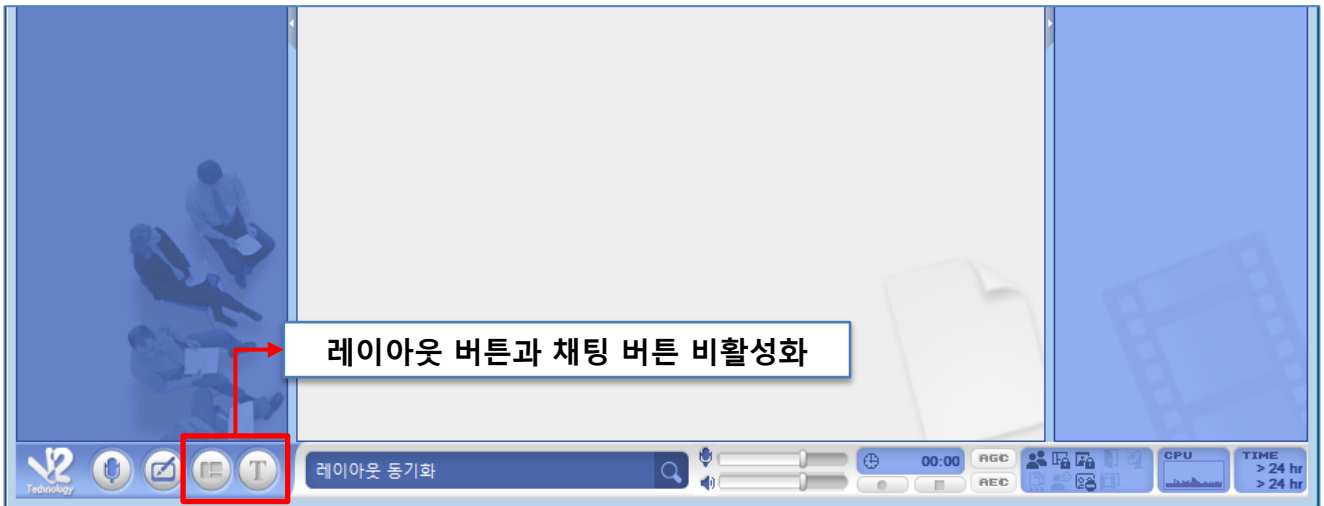 레이아웃 버튼과 채팅 버튼 비활성화
V2
Technology
T
레이아웃 동기화
00:00
AGC
AEC
CPU
TIME
> 24 hr
> 24 hr